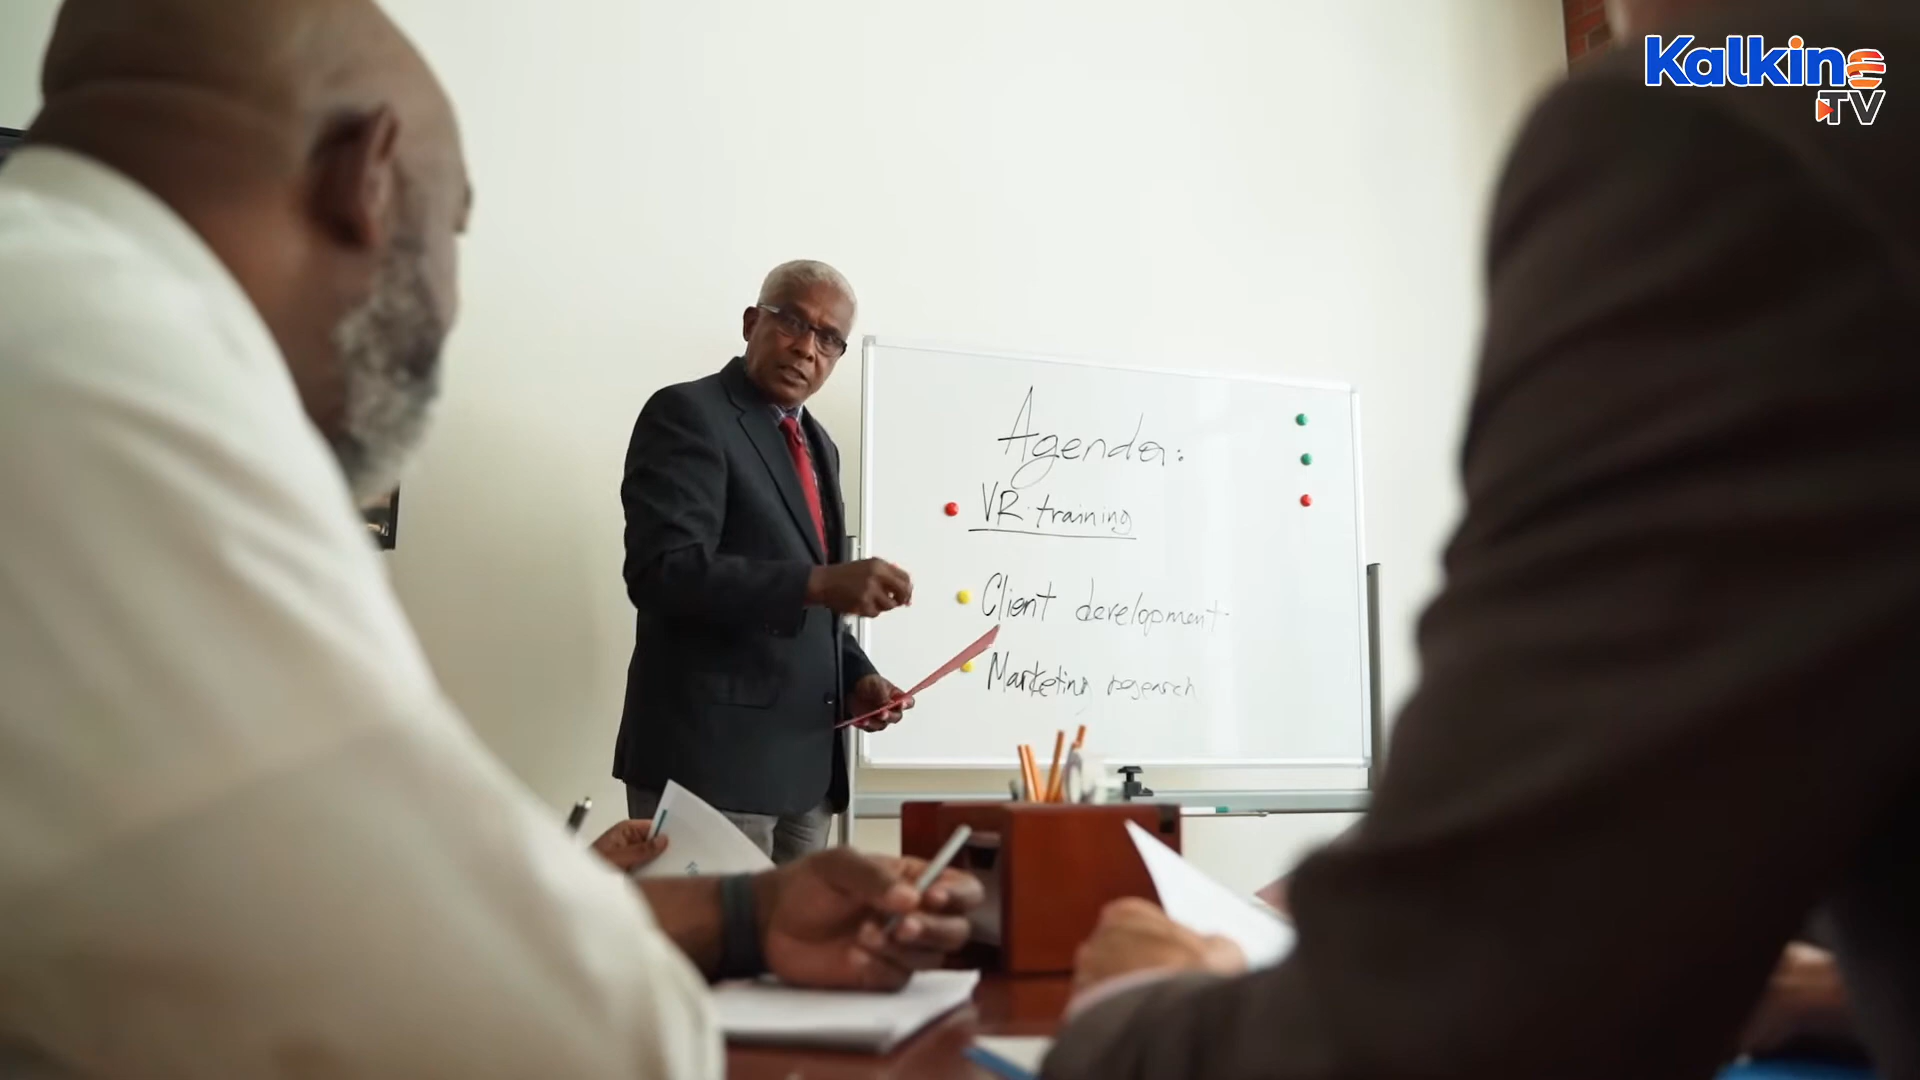 Kalkine
TV
Agenda:
VR training
Client development
Marketing research